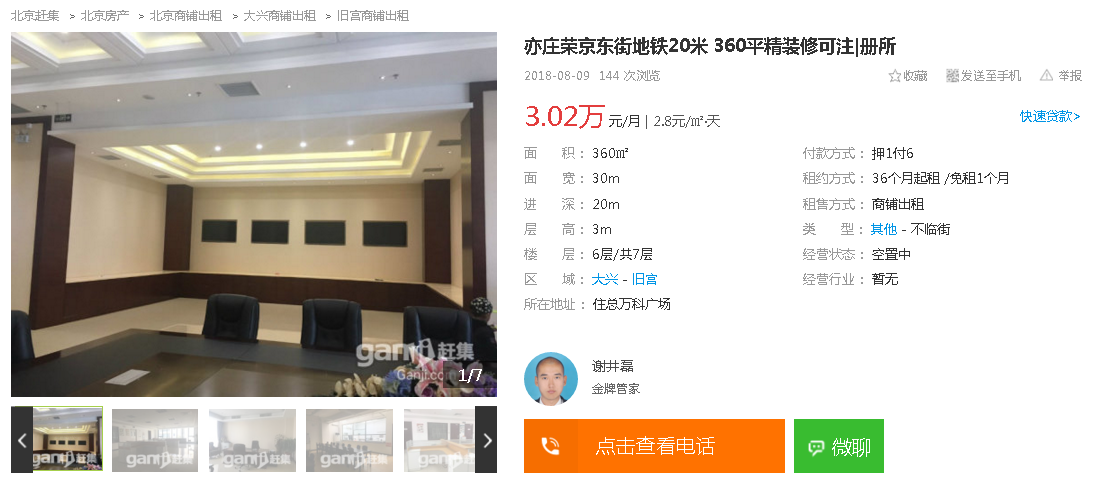 北京赶集 > 北京房产 > 北京商铺出租 > 大兴商铺出租 > 旧宫商铺出租
亦庄荣京东街地铁20米 360平精装修可注|册所
2018-08-09 144 次浏览
收藏 发送至手机 举报
3.02万 元/月 | 2.8元/㎡·天
快速贷款>
面 积： 360㎡
付款方式： 押1付6
面 宽： 30m
租约方式： 36个月起租 /免租1个月
进 深： 20m
租售方式： 商铺出租
层 高： 3m
类 型： 其他 - 不临街
楼 层： 6层/共7层
经营状态： 空置中
区 域： 大兴 - 旧宫
经营行业： 暂无
所在地址： 住总万科广场
ganji赶集
Ganji.com
1/7
谢井磊
金牌管家
点击查看电话
微聊